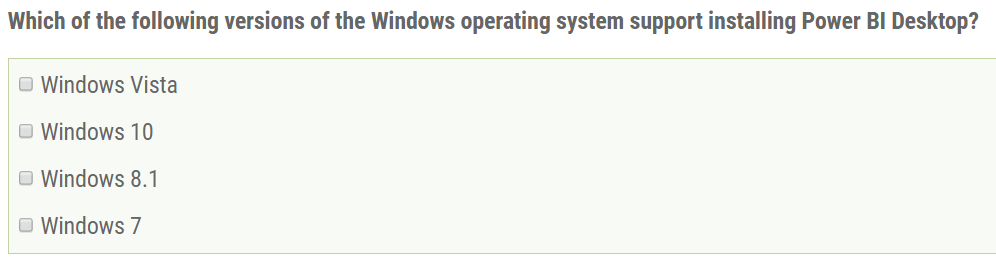 Which of the following versions of the Windows operating system support installing Power BI Desktop?
Windows Vista
Windows 10
Windows 8.1
Windows 7